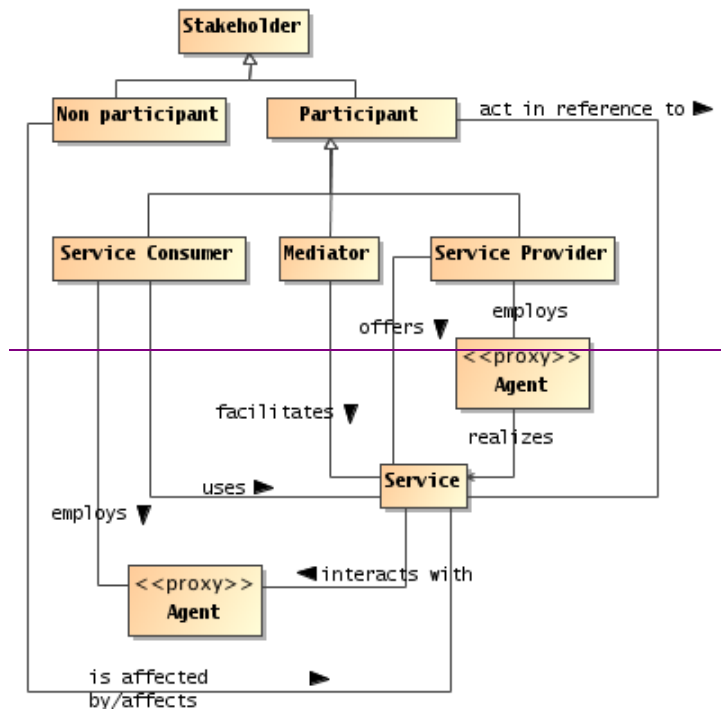 Stakeholder
Non participant
Participant
act in reference to
Service Consumer
Mediator
Service Provider
employs
offers
<<proxy>>
Agent
facilitates
realizes
Service
uses
employs
interacts with
<<proxy>>
Agent
is affected
by/affects